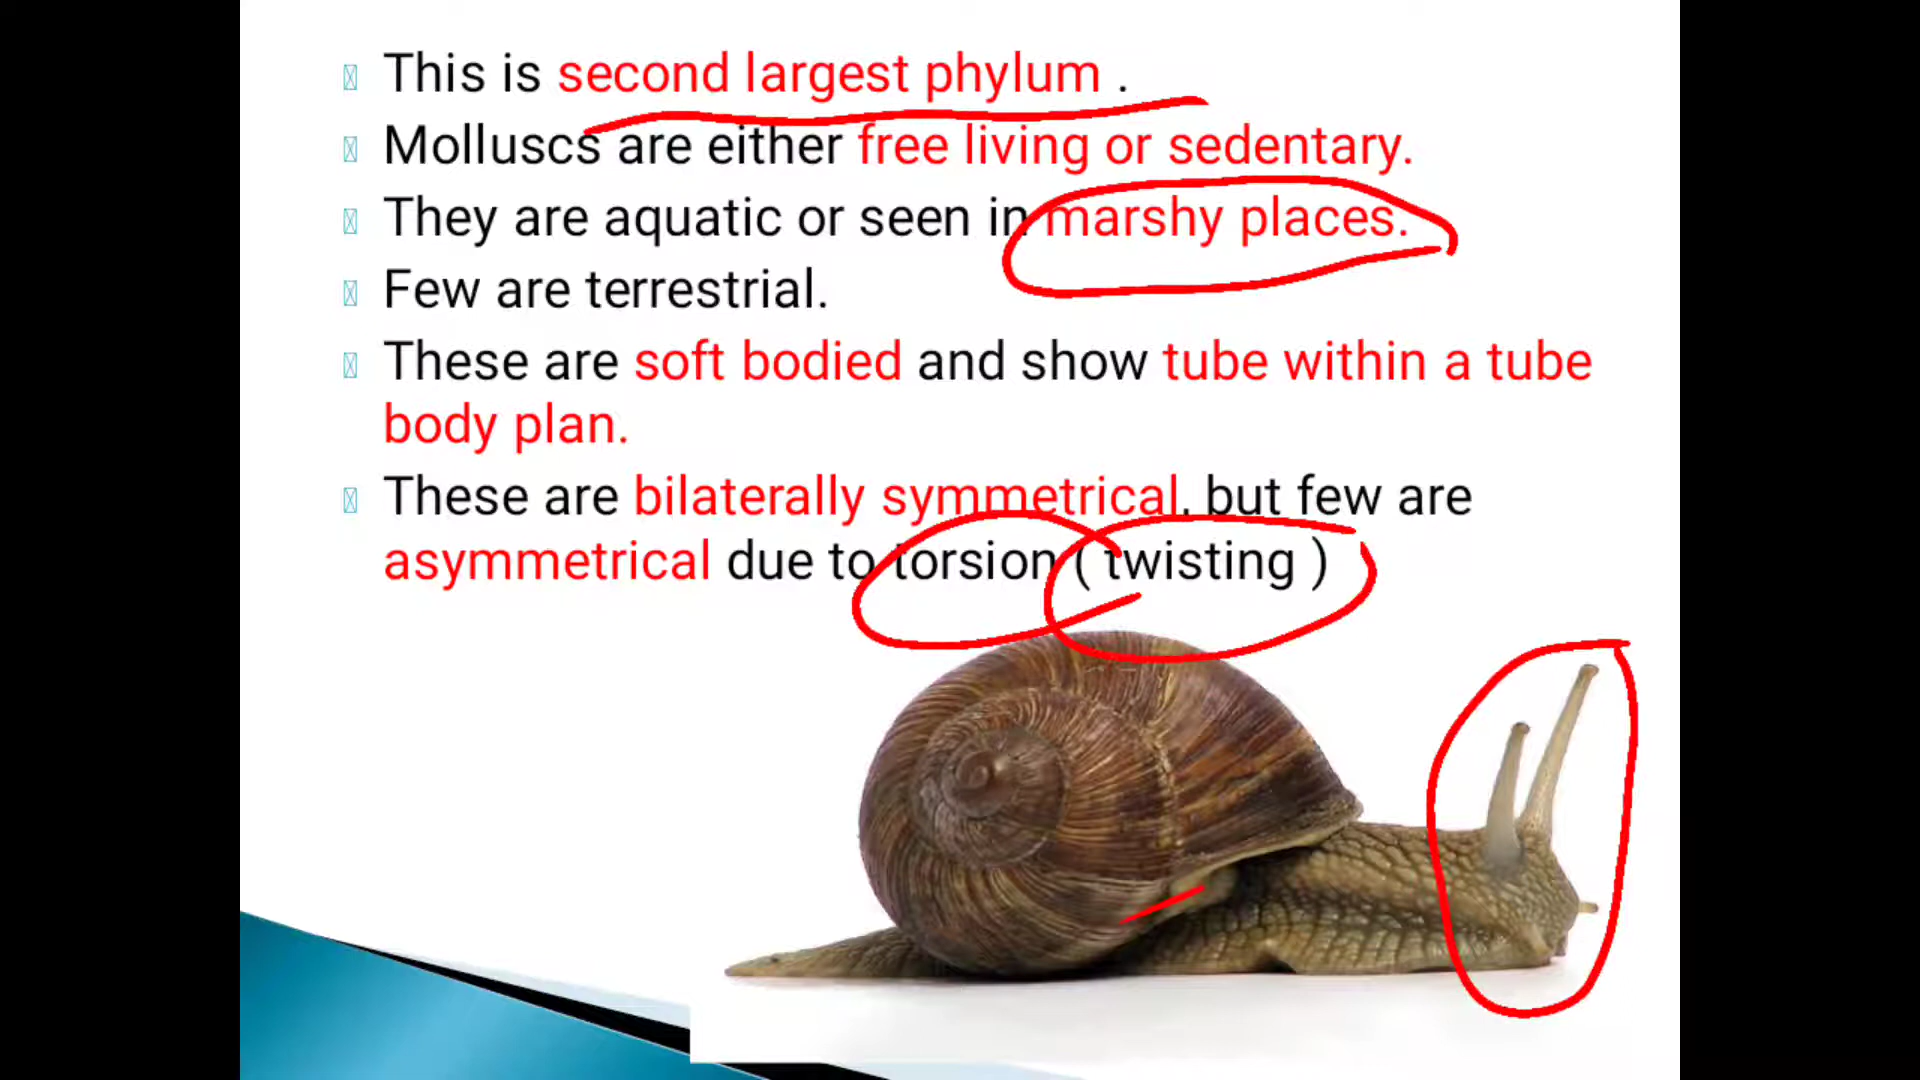 This is second largest phylum .
Molluscs are either free living or sedentary.
They are aquatic or seen in marshy places.
Few are terrestrial.
These are soft bodied and show tube within a tube
body plan.
These are bilaterally symmetrical, but few are
asymmetrical due to torsion ( twisting )